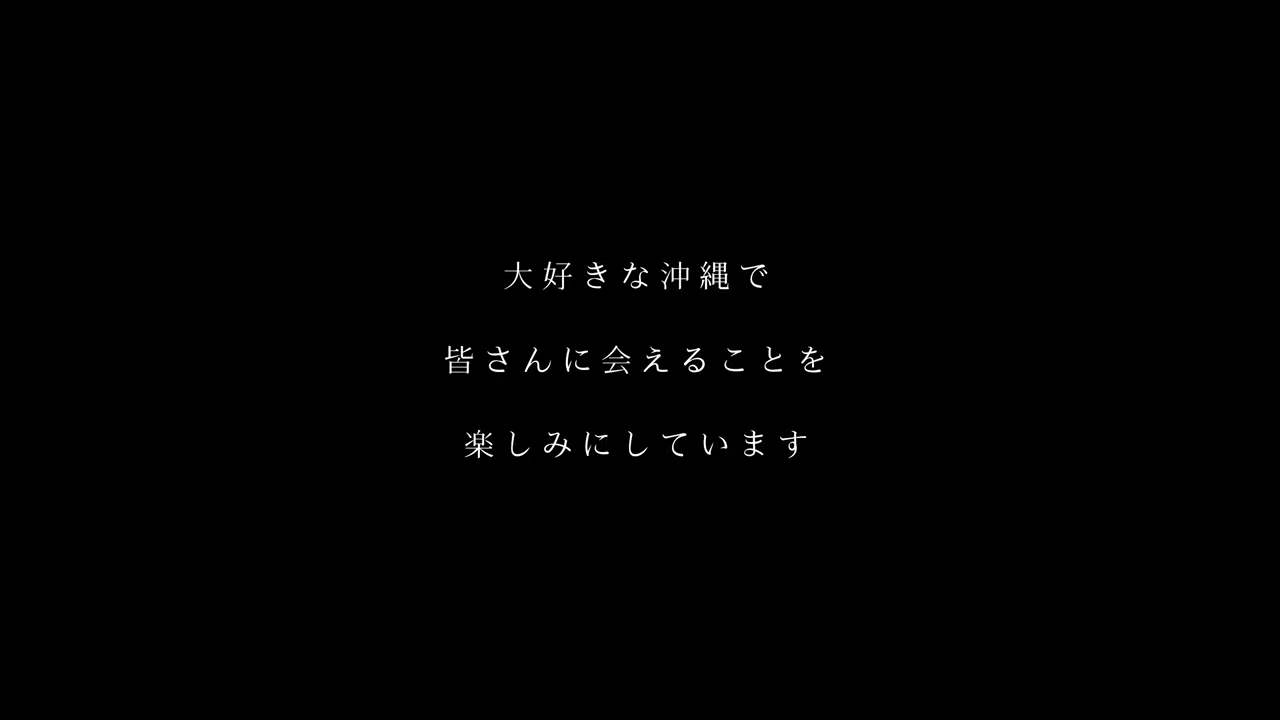 大好きな沖縄で
皆さんに会えることを
楽しみにしています